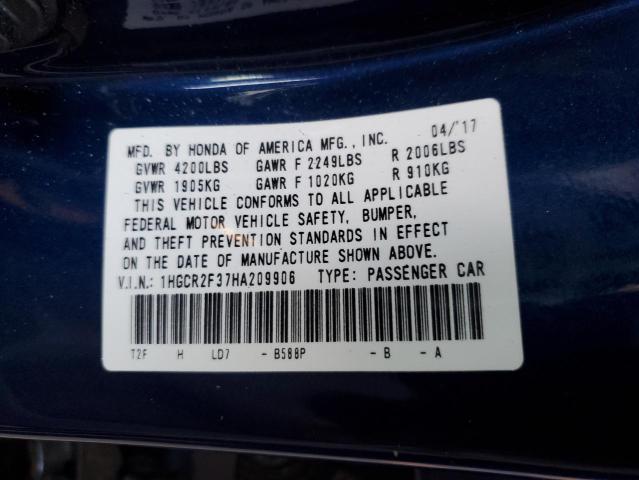 MFD. BY HONDA OF AMERICA MFG., INC. 04/'17
GVWR 4200LBS GAWR F 2249LBS R 2006LBS
GVWR 1905KG GAWR F 1020KG R 910KG
THIS VEHICLE CONFORMS TO ALL APPLICABLE
FEDERAL MOTOR VEHICLE SAFETY, BUMPER,
AND THEFT PREVENTION STANDARDS IN EFFECT
ON THE DATE OF MANUFACTURE SHOWN ABOVE.
V.I.N.: 1HGCR2F37HA209906 TYPE: PASSENGER CAR
T2F H LD7 - B588P - B - A